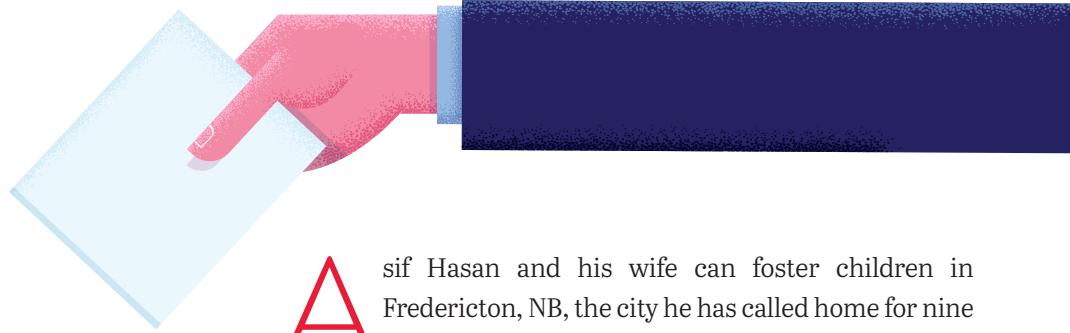 Asif Hasan and his wife can foster children in
Fredericton, NB, the city he has called home for nine